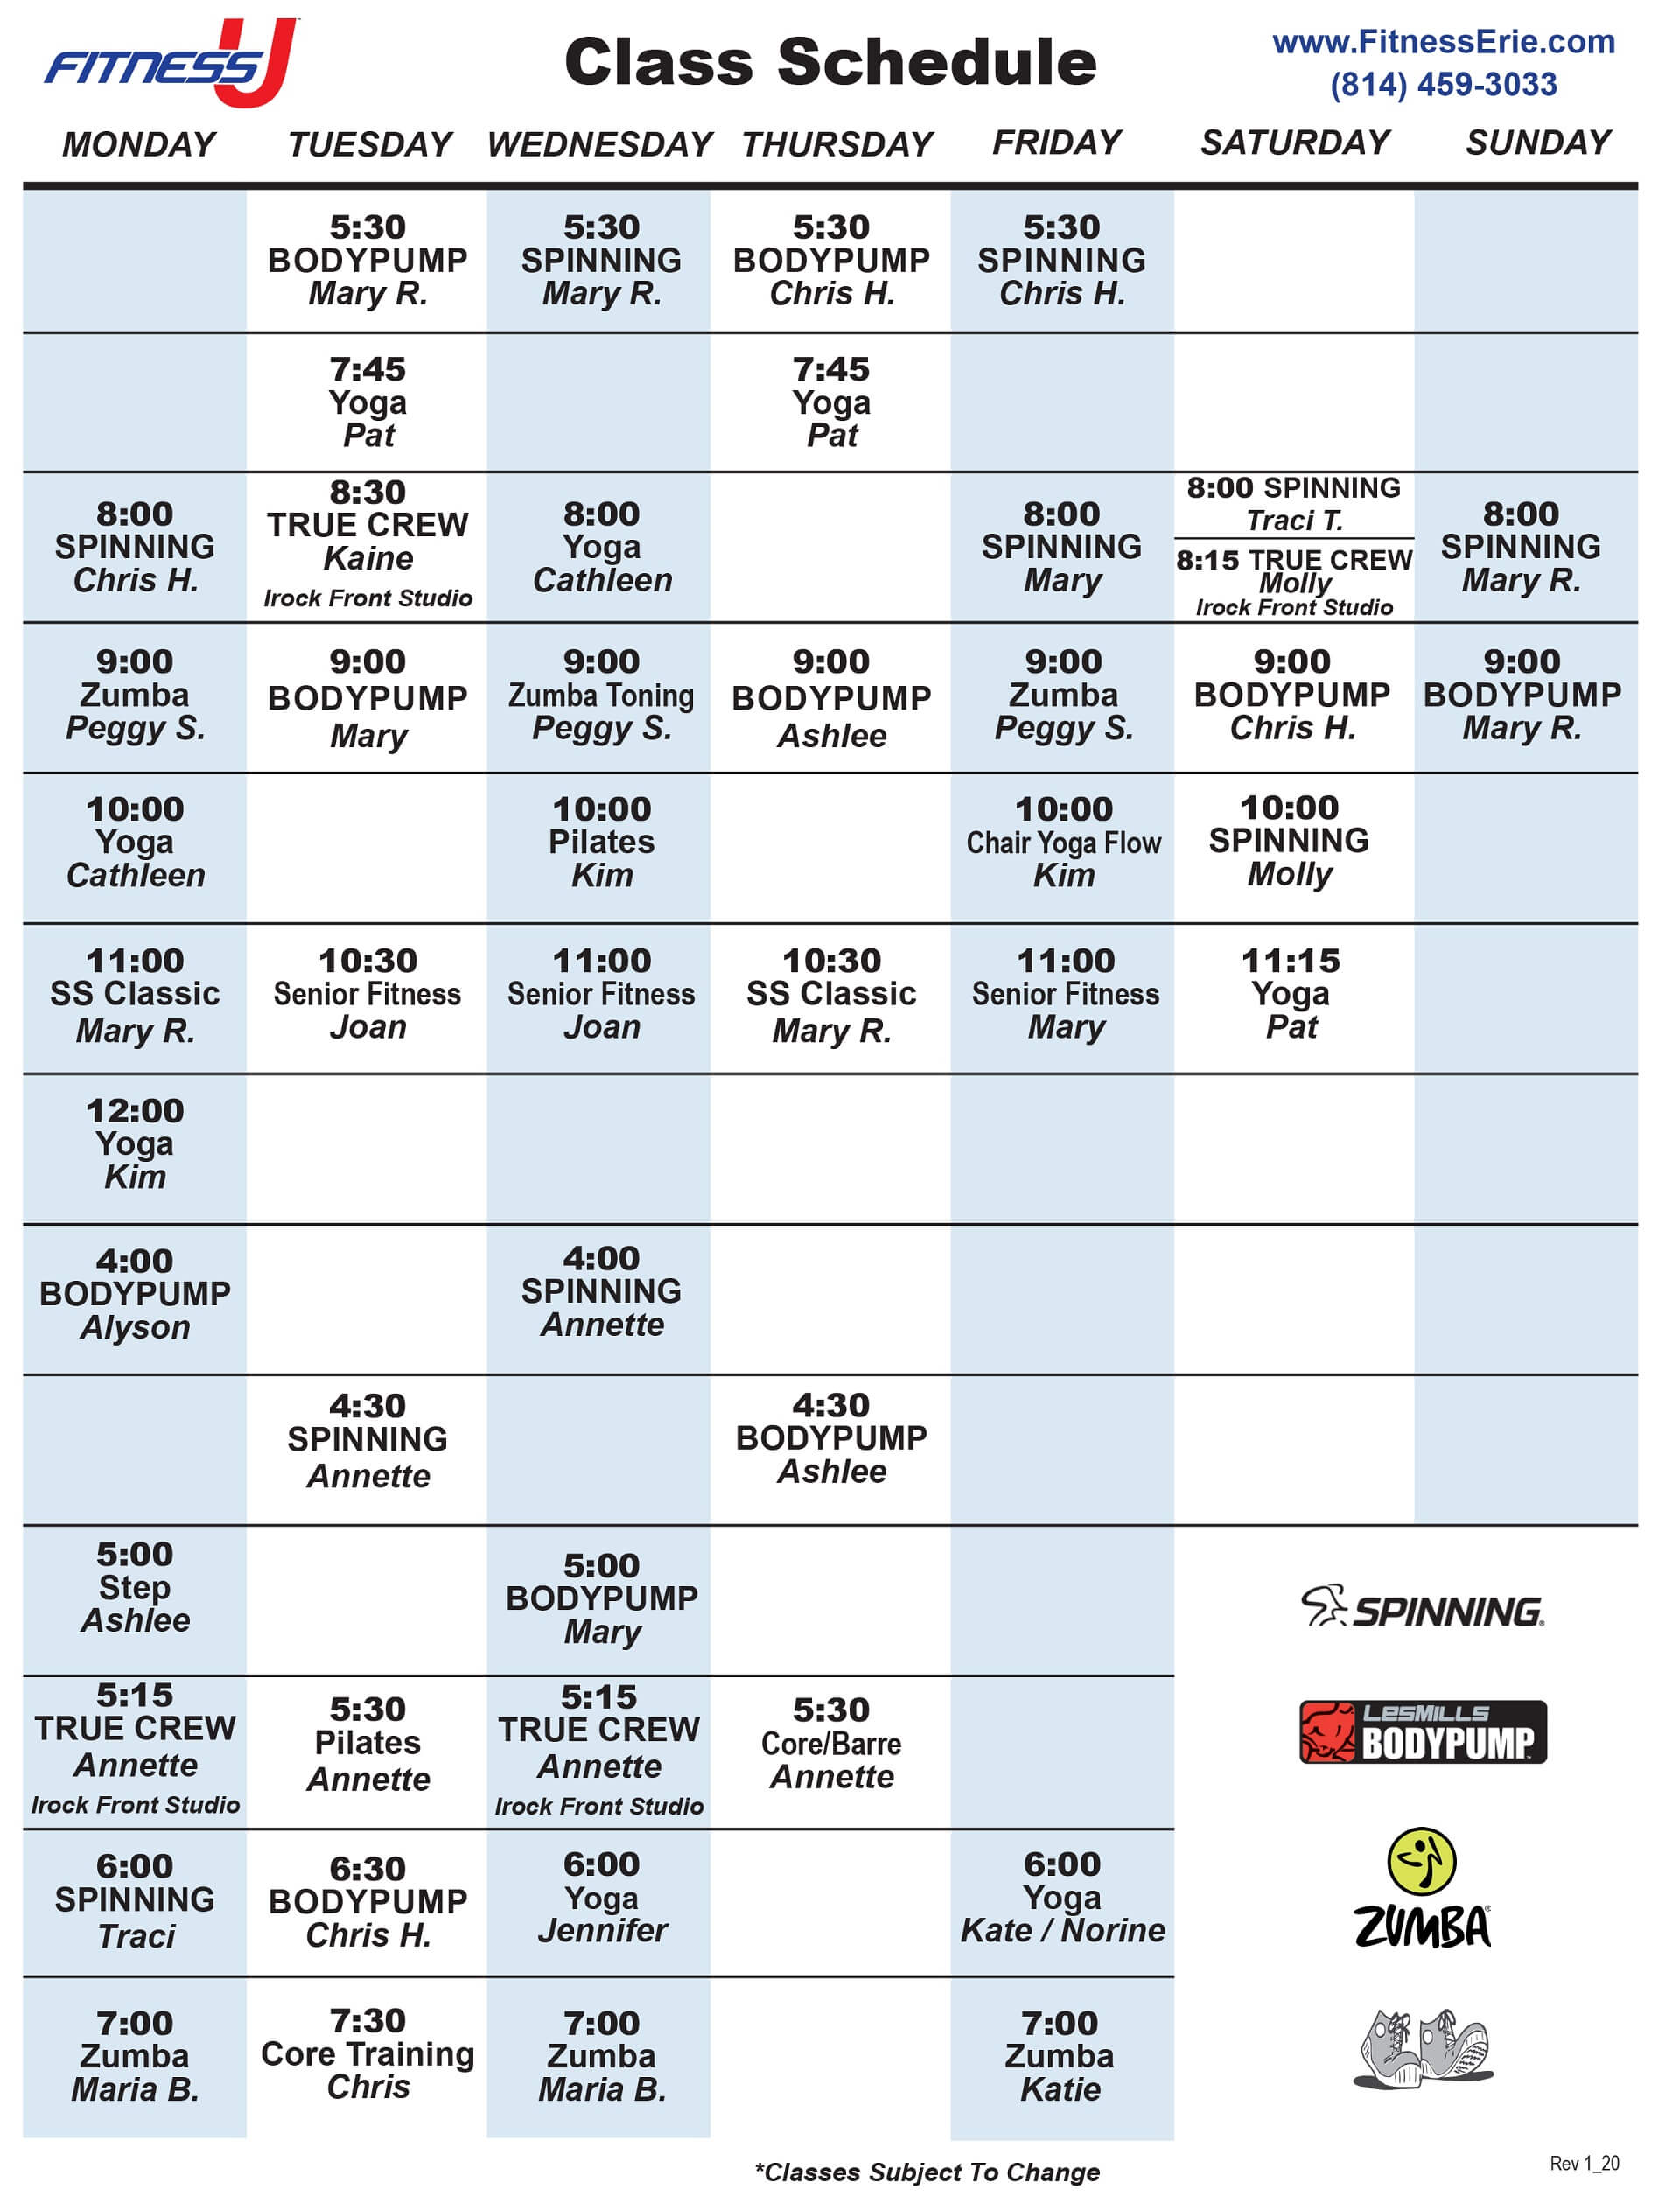 FITNESS U
Class Schedule
www.FitnessErie.com
(814) 459-3033
MONDAY TUESDAY WEDNESDAY THURSDAY FRIDAY SATURDAY SUNDAY
5:30
BODYPUMP
Mary R.
5:30
SPINNING
Mary R.
5:30
BODYPUMP
Chris H.
5:30
SPINNING
Chris H.
7:45
Yoga
Pat
7:45
Yoga
Pat
8:00
SPINNING
Chris H.
8:30
TRUE CREW
Kaine
Irock Front Studio
8:00
Yoga
Cathleen
8:00
SPINNING
Mary
8:00 SPINNING
Traci T.
8:15 TRUE CREW
Molly
Irock Front Studio
8:00
SPINNING
Mary R.
9:00
Zumba
Peggy S.
9:00
BODYPUMP
Mary
9:00
Zumba Toning
Peggy S.
9:00
BODYPUMP
Ashlee
9:00
Zumba
Peggy S.
9:00
BODYPUMP
Chris H.
9:00
BODYPUMP
Mary R.
10:00
Yoga
Cathleen
10:00
Pilates
Kim
10:00
Chair Yoga Flow
Kim
10:00
SPINNING
Molly
11:00
SS Classic
Mary R.
10:30
Senior Fitness
Joan
11:00
Senior Fitness
Joan
10:30
SS Classic
Mary R.
11:00
Senior Fitness
Mary
11:15
Yoga
Pat
12:00
Yoga
Kim
4:00
BODYPUMP
Alyson
4:00
SPINNING
Annette
4:30
SPINNING
Annette
4:30
BODYPUMP
Ashlee
5:00
Step
Ashlee
5:00
BODYPUMP
Mary
SPINNING®
5:15
TRUE CREW
Annette
Irock Front Studio
5:30
Pilates
Annette
5:15
TRUE CREW
Annette
Irock Front Studio
5:30
Core/Barre
Annette
LesMILLS
BODYPUMP
6:00
SPINNING
Traci
6:30
BODYPUMP
Chris H.
6:00
Yoga
Jennifer
6:00
Yoga
Kate / Norine
ZUMBA®
7:00
Zumba
Maria B.
7:30
Core Training
Chris
7:00
Zumba
Maria B.
7:00
Zumba
Katie
*Classes Subject To Change
Rev 1_20